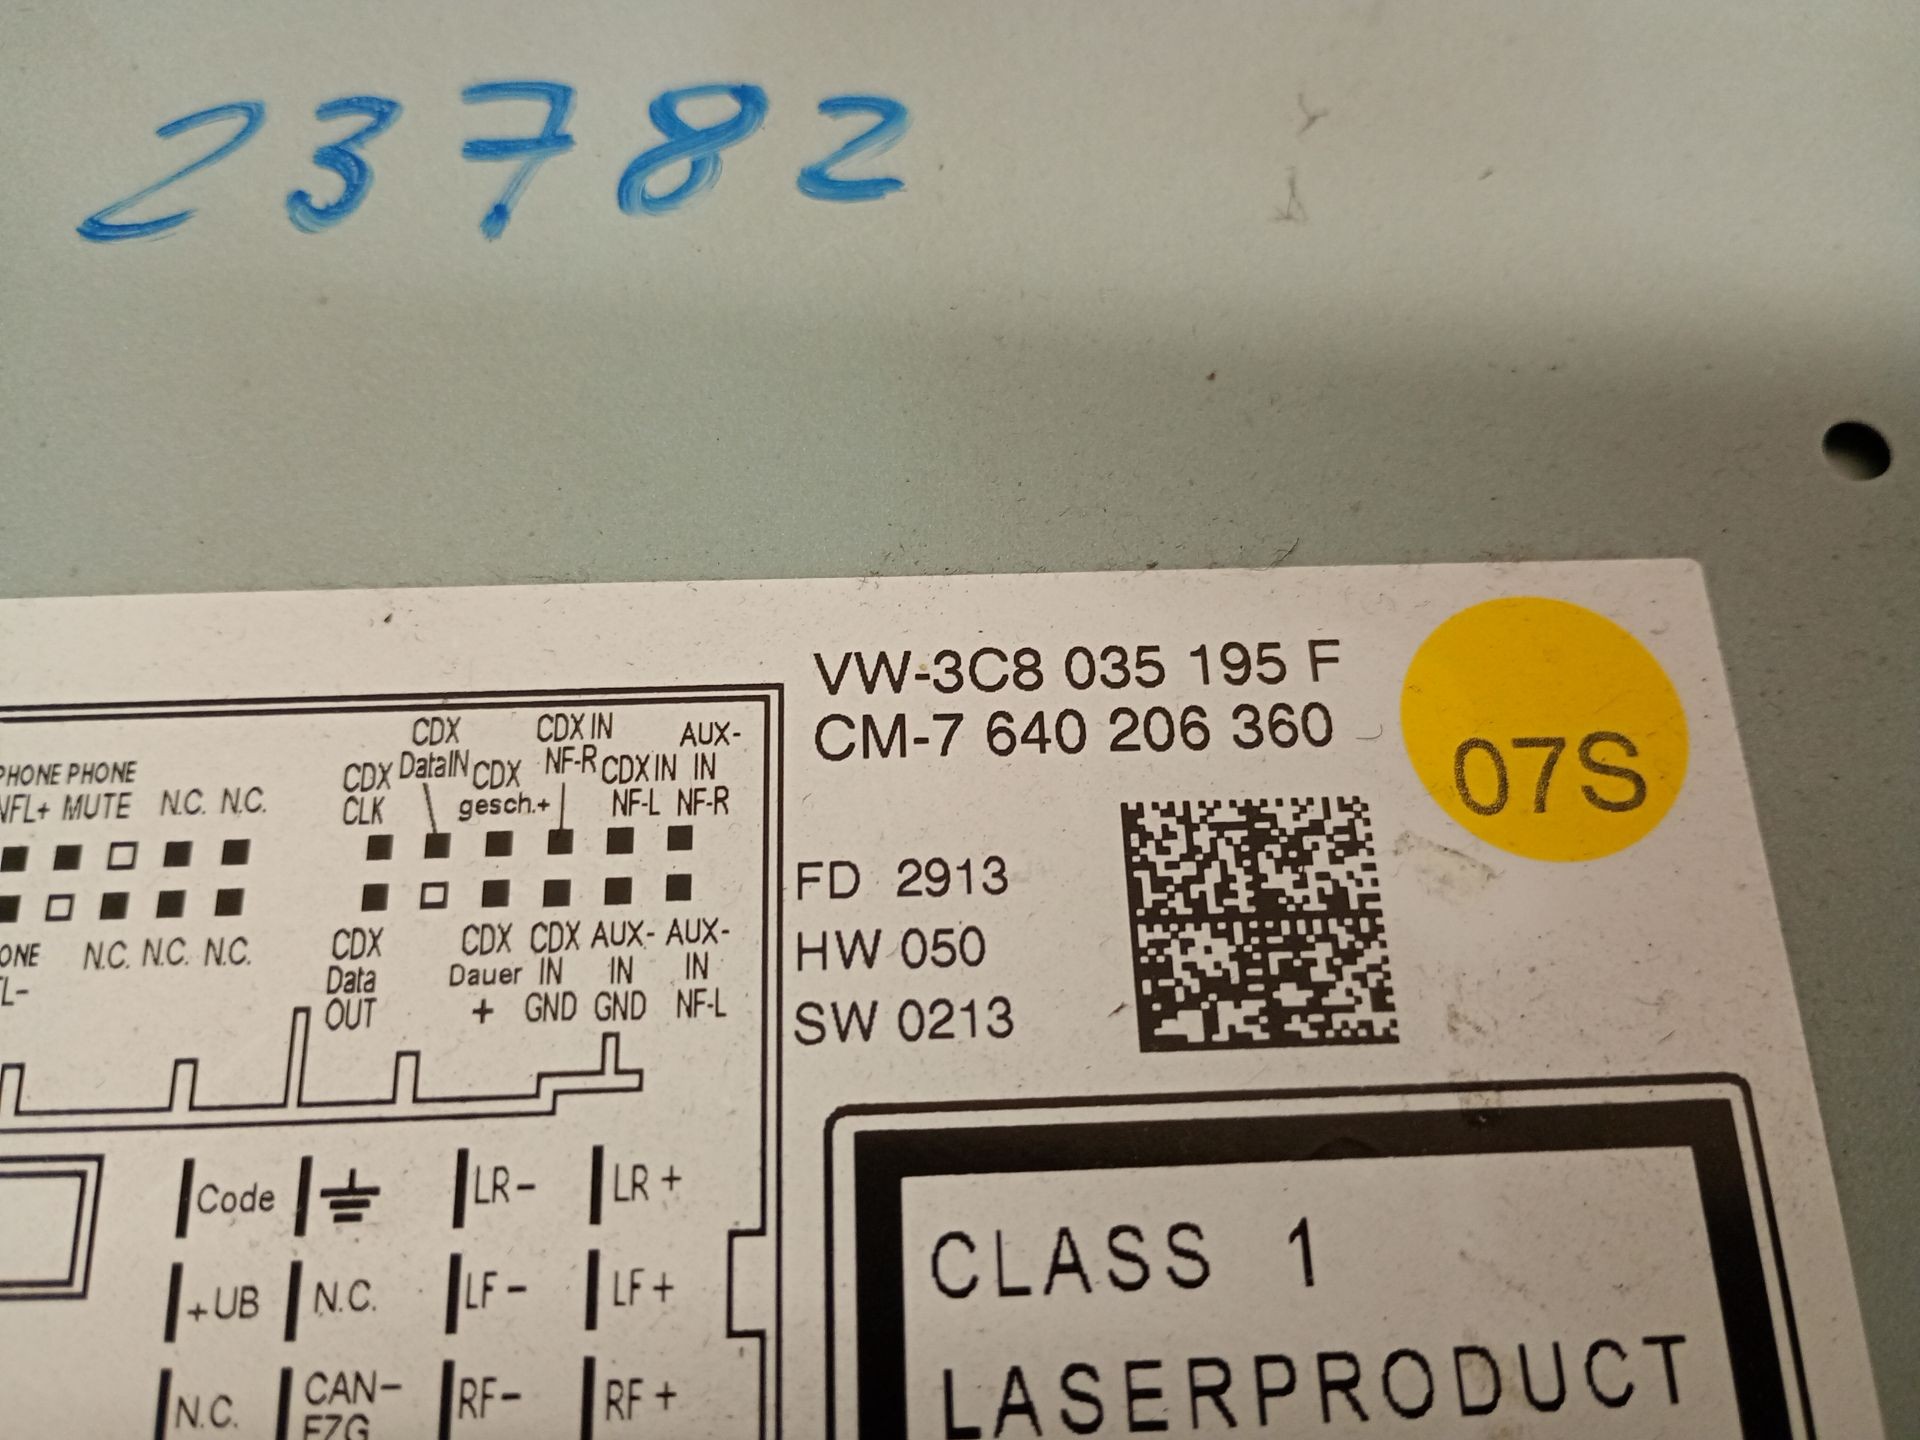 23782
VW-3C8 035 195 F
CM-7 640 206 360
07S
FD 2913
HW 050
SW 0213
PHONE PHONE
NFL+ MUTE N.C. N.C.
CDX
CLK
CDX
DataIN
CDX
gesch.+
CDX IN
NF-R
CDX IN
NF-L
AUX-
IN
NF-R
N.C. N.C. N.C.
CDX
Data
OUT
CDX
Dauer
+
CDX
IN
GND
AUX-
IN
GND
AUX-
IN
NF-L
Code LR- LR+
+UB N.C. LF- LF+
N.C. CAN- RF- RF+
FZG
CLASS 1
LASERPRODUCT